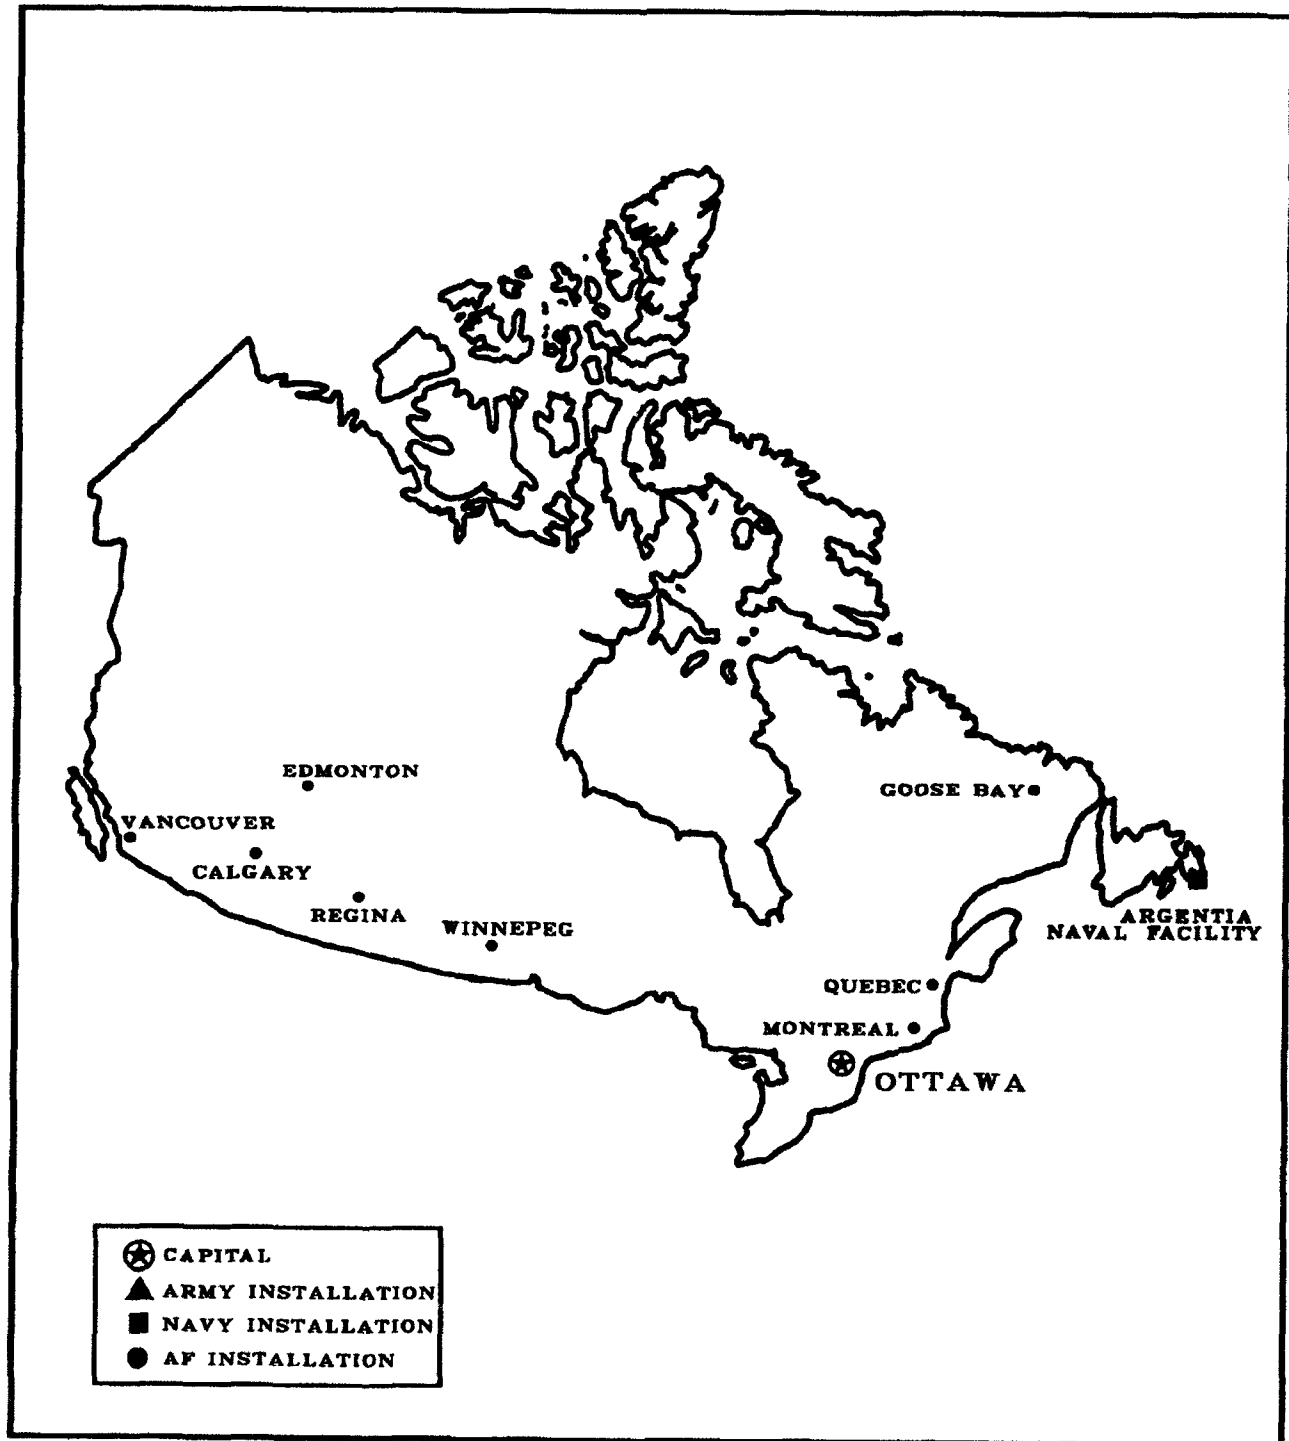 EDMONTON
GOOSE BAY
VANCOUVER
CALGARY
REGINA
WINNEPEG
ARGENTIA
NAVAL FACILITY
QUEBEC
MONTREAL
OTTAWA
CAPITAL
ARMY INSTALLATION
NAVY INSTALLATION
AF INSTALLATION